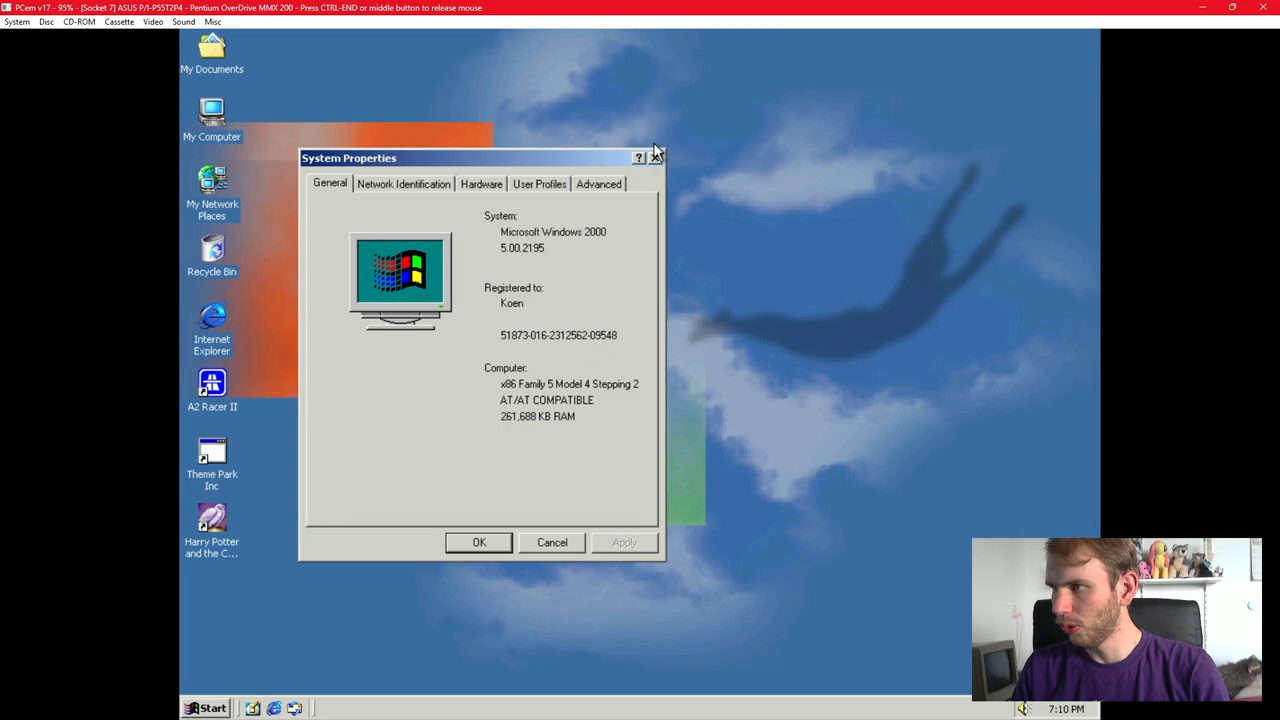 PCem v17 - 95% - [Socket 7] ASUS P/I-P55T2P4 - Pentium OverDrive MMX 200 - Press CTRL-END or middle button to release mouse
System Disc CD-ROM Cassette Video Sound Misc
My Documents
My Computer
My Network
Places
Recycle Bin
Internet
Explorer
A2 Racer II
Theme Park
Inc
Harry Potter
and the C...
System Properties
General Network Identification Hardware User Profiles Advanced
System:
Microsoft Windows 2000
5.00.2195
Registered to:
Koen
51873-016-2312562-09548
Computer:
x86 Family 5 Model 4 Stepping 2
AT/AT COMPATIBLE
261,688 KB RAM
OK Cancel Apply
Start
7:10 PM